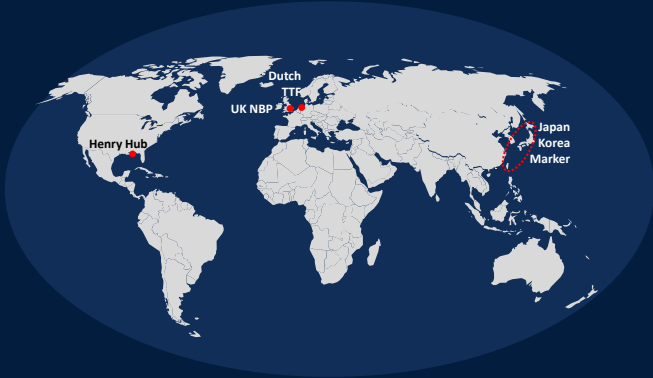 Dutch
TTF
UK NBP
Henry Hub
Japan
Korea
Marker